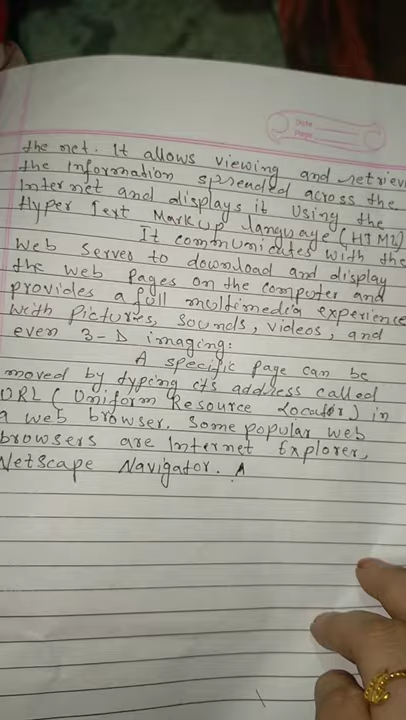 Date
Page
the net. It allows viewing and retriev
the information spreaded across the
Internet and displays it Using the
Hyper Text Markup language (HTML)
It communicates with the
Web server to download and display
the web pages on the computer and
provides a full multimedia experience
with pictures, sounds, videos, and
even 3-D imaging.
A specific page can be
moved by typing its address called
URL (Uniform Resource Locator) in
a web browser. Some popular web
browsers are Internet Explorer,
NetScape Navigator. A